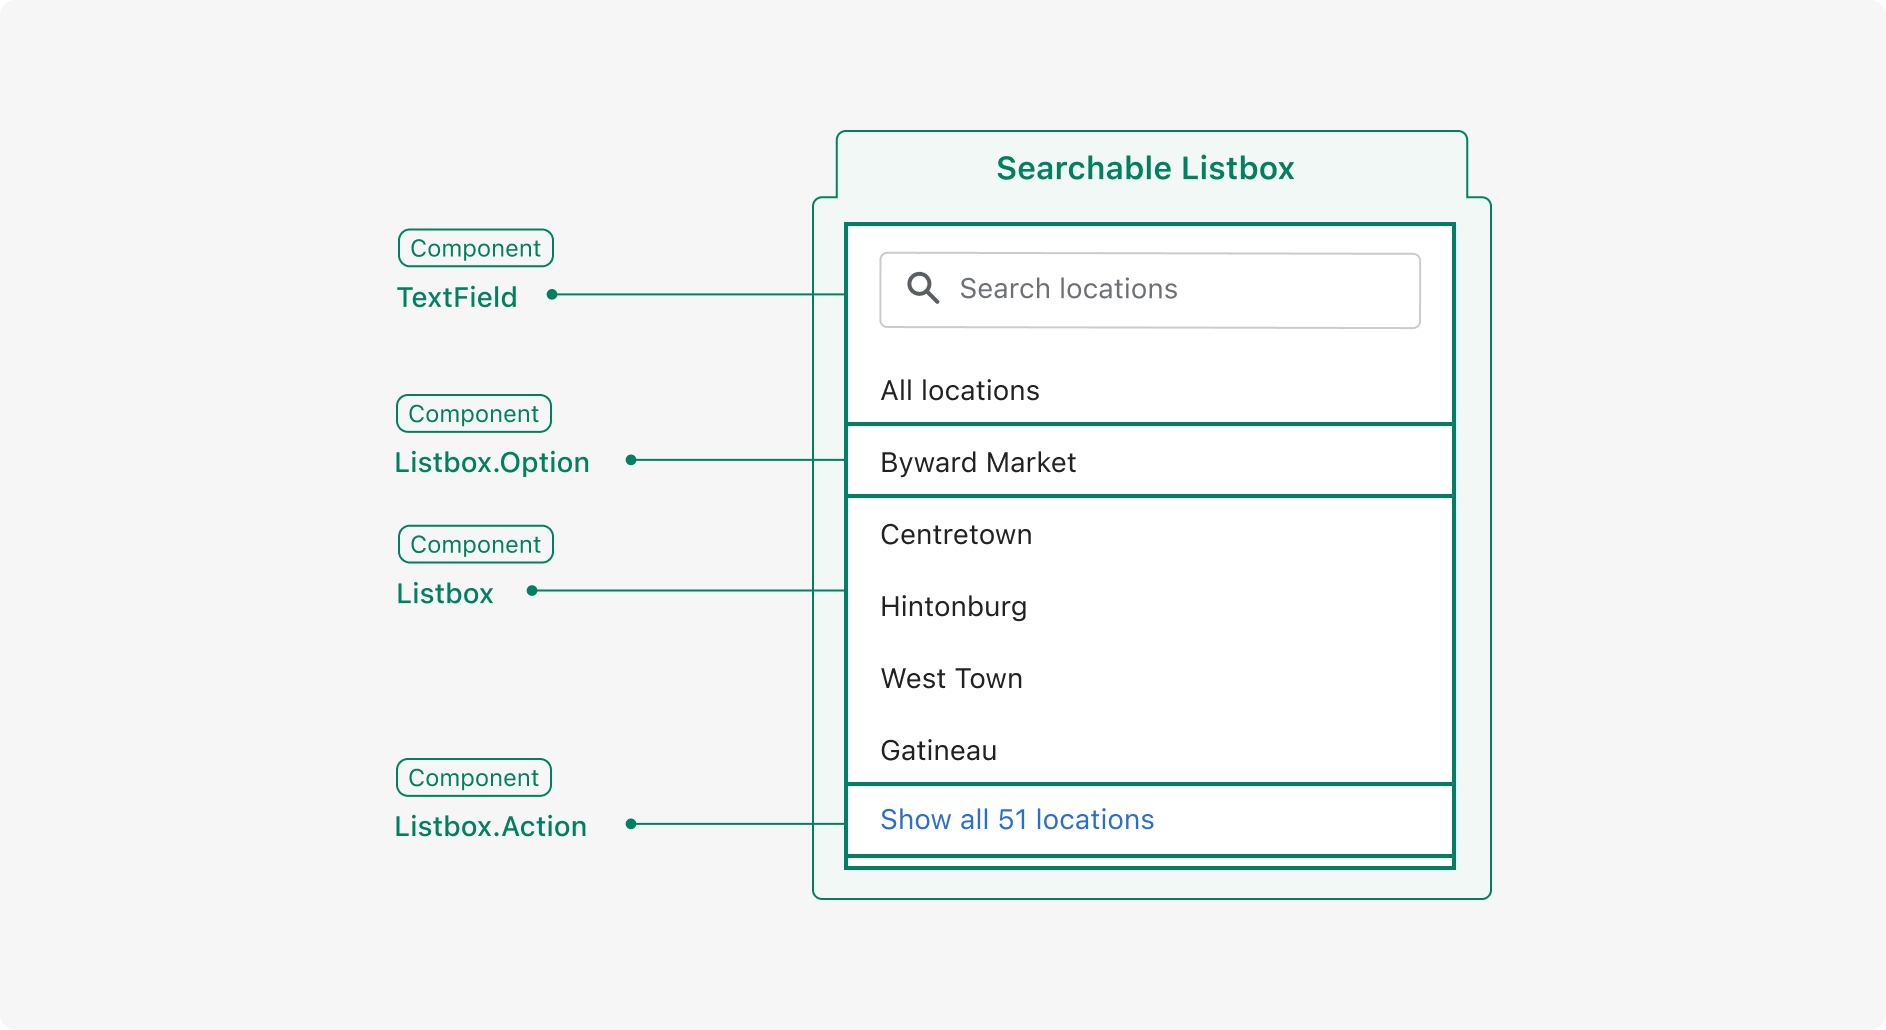 Searchable Listbox
Component
TextField
Component
Listbox.Option
Component
Listbox
Component
Listbox.Action
Search locations
All locations
Byward Market
Centretown
Hintonburg
West Town
Gatineau
Show all 51 locations